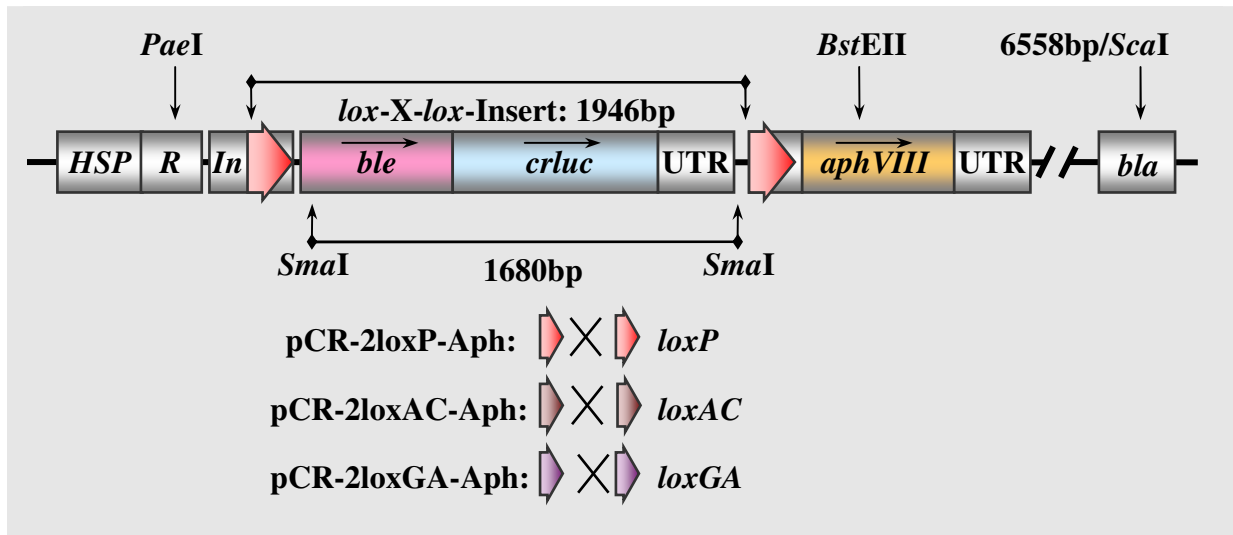 PaeI BstEII 6558bp/ScaI
lox-X-lox-Insert: 1946bp
HSP R In ble crluc UTR aphVIII UTR bla
SmaI 1680bp SmaI
pCR-2loxP-Aph: loxP
pCR-2loxAC-Aph: loxAC
pCR-2loxGA-Aph: loxGA